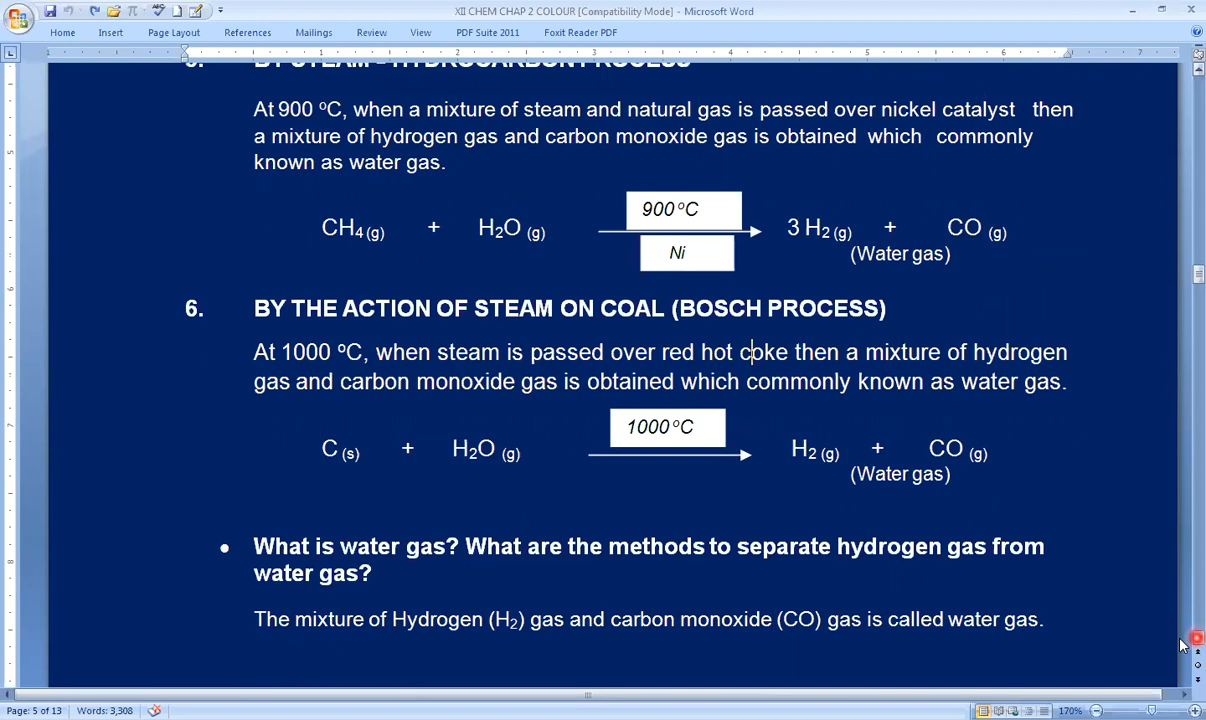 XII CHEM CHAP 2 COLOUR [Compatibility Mode] - Microsoft Word
Home Insert Page Layout References Mailings Review View PDF Suite 2011 Foxit Reader PDF
At 900 °C, when a mixture of steam and natural gas is passed over nickel catalyst then
a mixture of hydrogen gas and carbon monoxide gas is obtained which commonly
known as water gas.
900 °C
CH4 (g) + H2O (g) 3 H2 (g) + CO (g)
Ni
(Water gas)
6. BY THE ACTION OF STEAM ON COAL (BOSCH PROCESS)
At 1000 °C, when steam is passed over red hot coke then a mixture of hydrogen
gas and carbon monoxide gas is obtained which commonly known as water gas.
1000 °C
C (s) + H2O (g) H2 (g) + CO (g)
(Water gas)
• What is water gas? What are the methods to separate hydrogen gas from
water gas?
The mixture of Hydrogen (H2) gas and carbon monoxide (CO) gas is called water gas.
Page: 5 of 13 Words: 3,308 170%